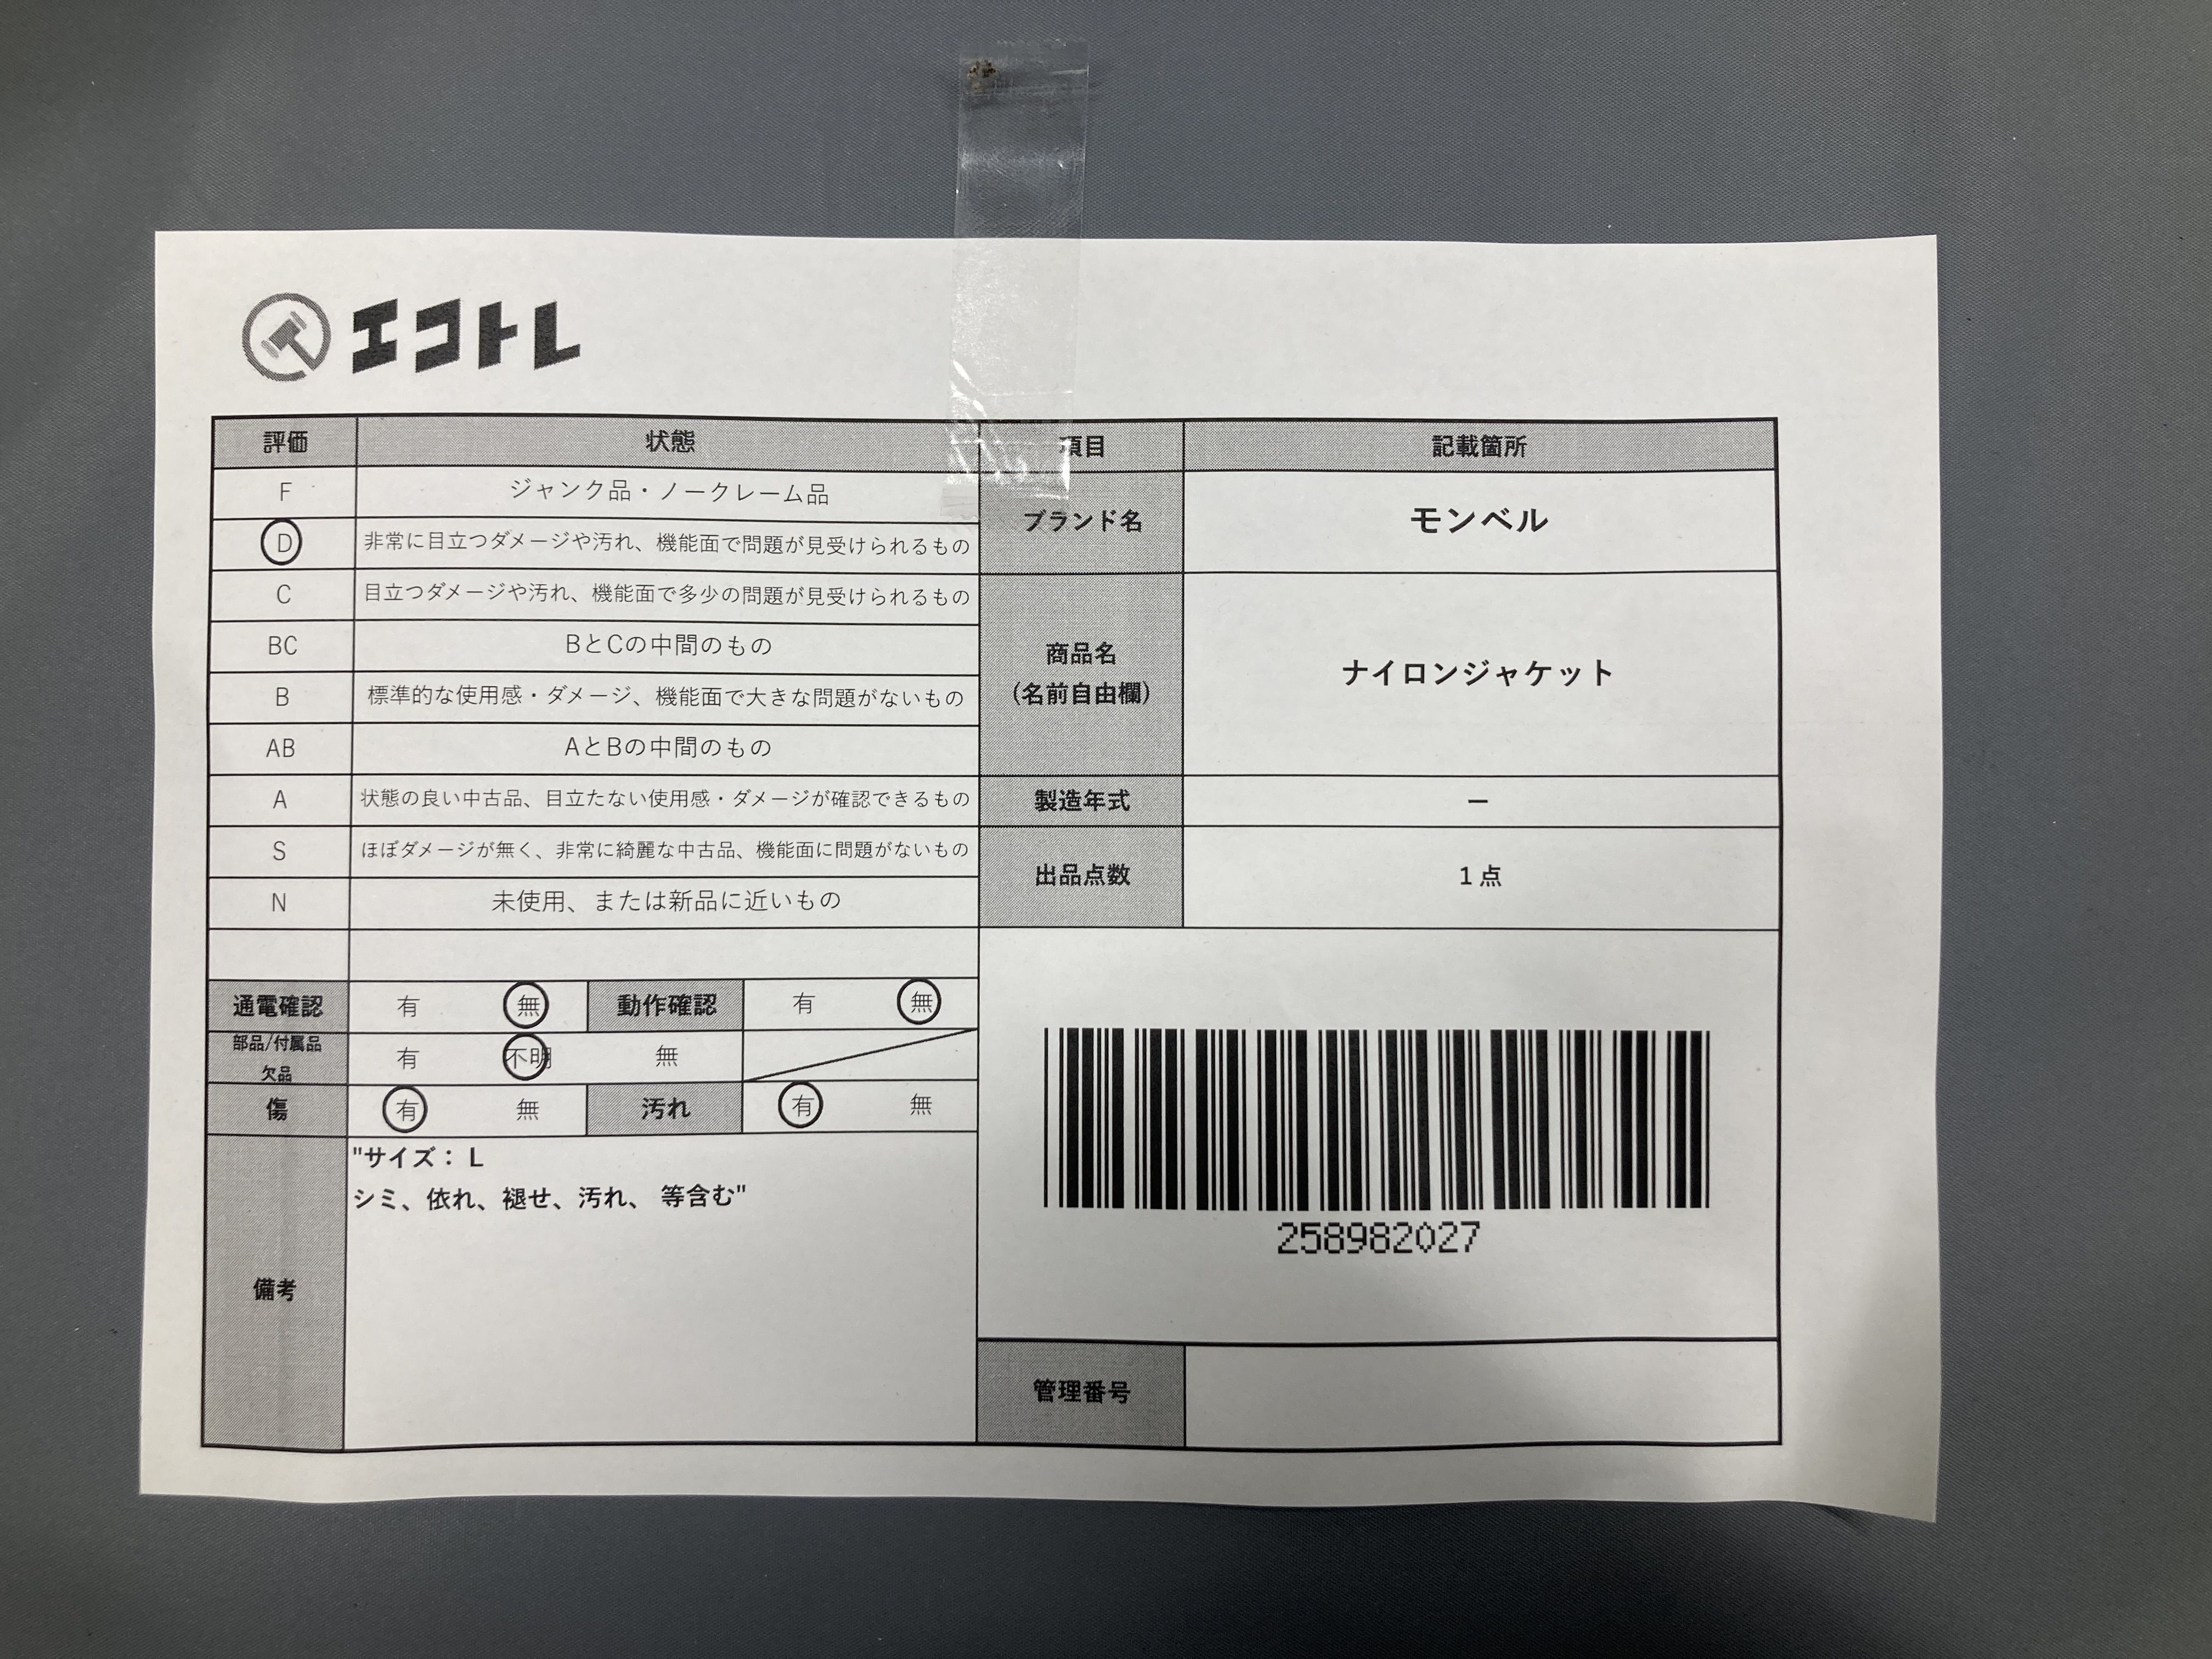 エコトレ
評価 状態 項目 記載箇所
F ジャンク品・ノークレーム品
D 非常に目立つダメージや汚れ、機能面で問題が見受けられるもの
C 目立つダメージや汚れ、機能面で多少の問題が見受けられるもの
BC BとCの中間のもの
B 標準的な使用感・ダメージ、機能面で大きな問題がないもの
AB AとBの中間のもの
A 状態の良い中古品、目立たない使用感・ダメージが確認できるもの
S ほぼダメージが無く、非常に綺麗な中古品、機能面に問題がないもの
N 未使用、または新品に近いもの
通電確認 有 無 動作確認 有 無
部品/付属品
欠品
有 不明 無
傷 有 無 汚れ 有 無
備考
"サイズ： L
シミ、依れ、褪せ、汚れ、 等含む"
ブランド名 モンベル
商品名
(名前自由欄)
ナイロンジャケット
製造年式 ー
出品点数 1点
258982027
管理番号